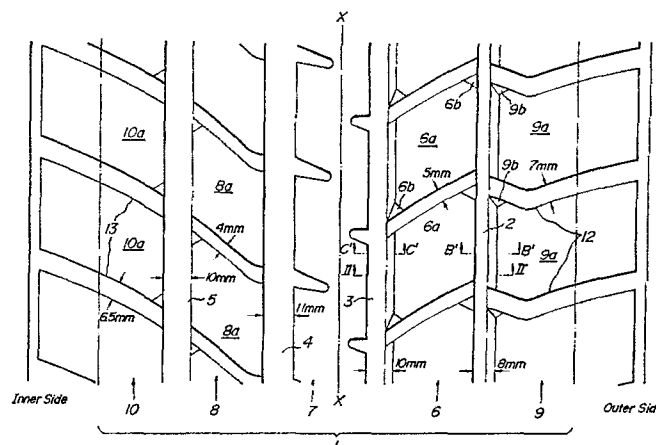 X
6b
9b
10a
6a
9a
8a
6b
9b
7mm
5mm
2
13
4mm
6a
12
10a
C' C' B' B'
9a
10mm
II II
5
3
11mm
6.5mm
8a
4
10mm
8mm
X
Inner Side
10
8
7
6
9
Outer Sid
1